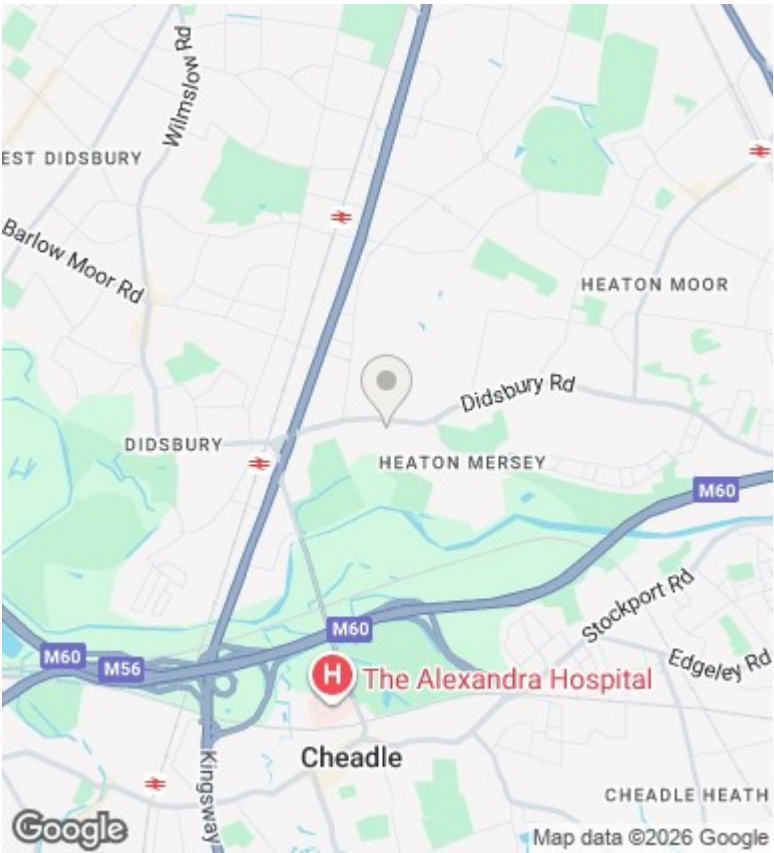 Wilmslow Rd
EST DIDSBURY
Barlow Moor Rd
HEATON MOOR
Didsbury Rd
DIDSBURY
HEATON MERSEY
M60
Stockport Rd
M60
M60
M56
Edgeley Rd
H
The Alexandra Hospital
Cheadle
Kingsway
CHEADLE HEATH
Google
Map data ©2026 Google